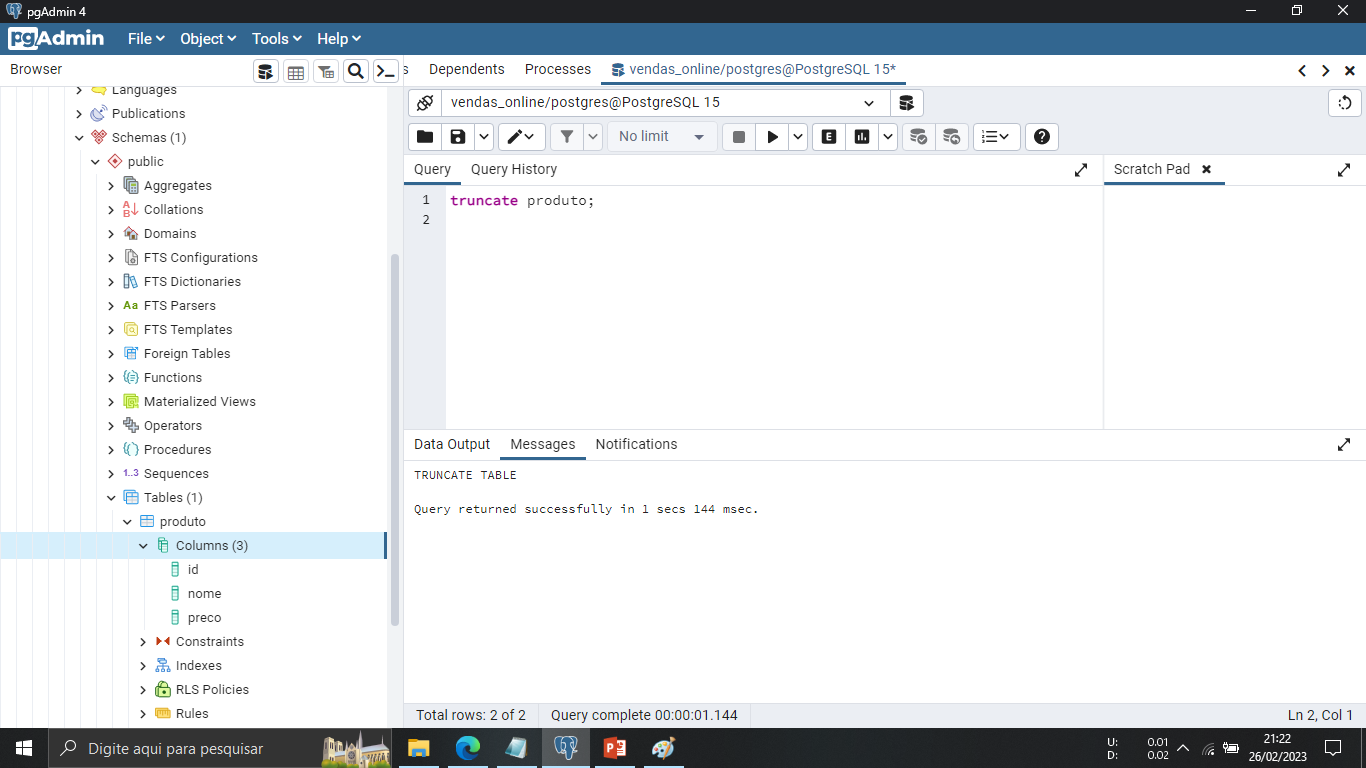 pgAdmin 4
pgAdmin File Object Tools Help
Browser
s Dependents Processes vendas_online/postgres@PostgreSQL 15*
Languages
Publications
Schemas (1)
public
Aggregates
Collations
Domains
FTS Configurations
FTS Dictionaries
Aa FTS Parsers
FTS Templates
Foreign Tables
Functions
Materialized Views
Operators
Procedures
1..3 Sequences
Tables (1)
produto
Columns (3)
id
nome
preco
Constraints
Indexes
RLS Policies
Rules
vendas_online/postgres@PostgreSQL 15
No limit E
Query Query History
Scratch Pad
1 truncate produto;
2
Data Output Messages Notifications
TRUNCATE TABLE
Query returned successfully in 1 secs 144 msec.
Total rows: 2 of 2 Query complete 00:00:01.144 Ln 2, Col 1
Digite aqui para pesquisar
U: 0.01
D: 0.02
21:22
26/02/2023